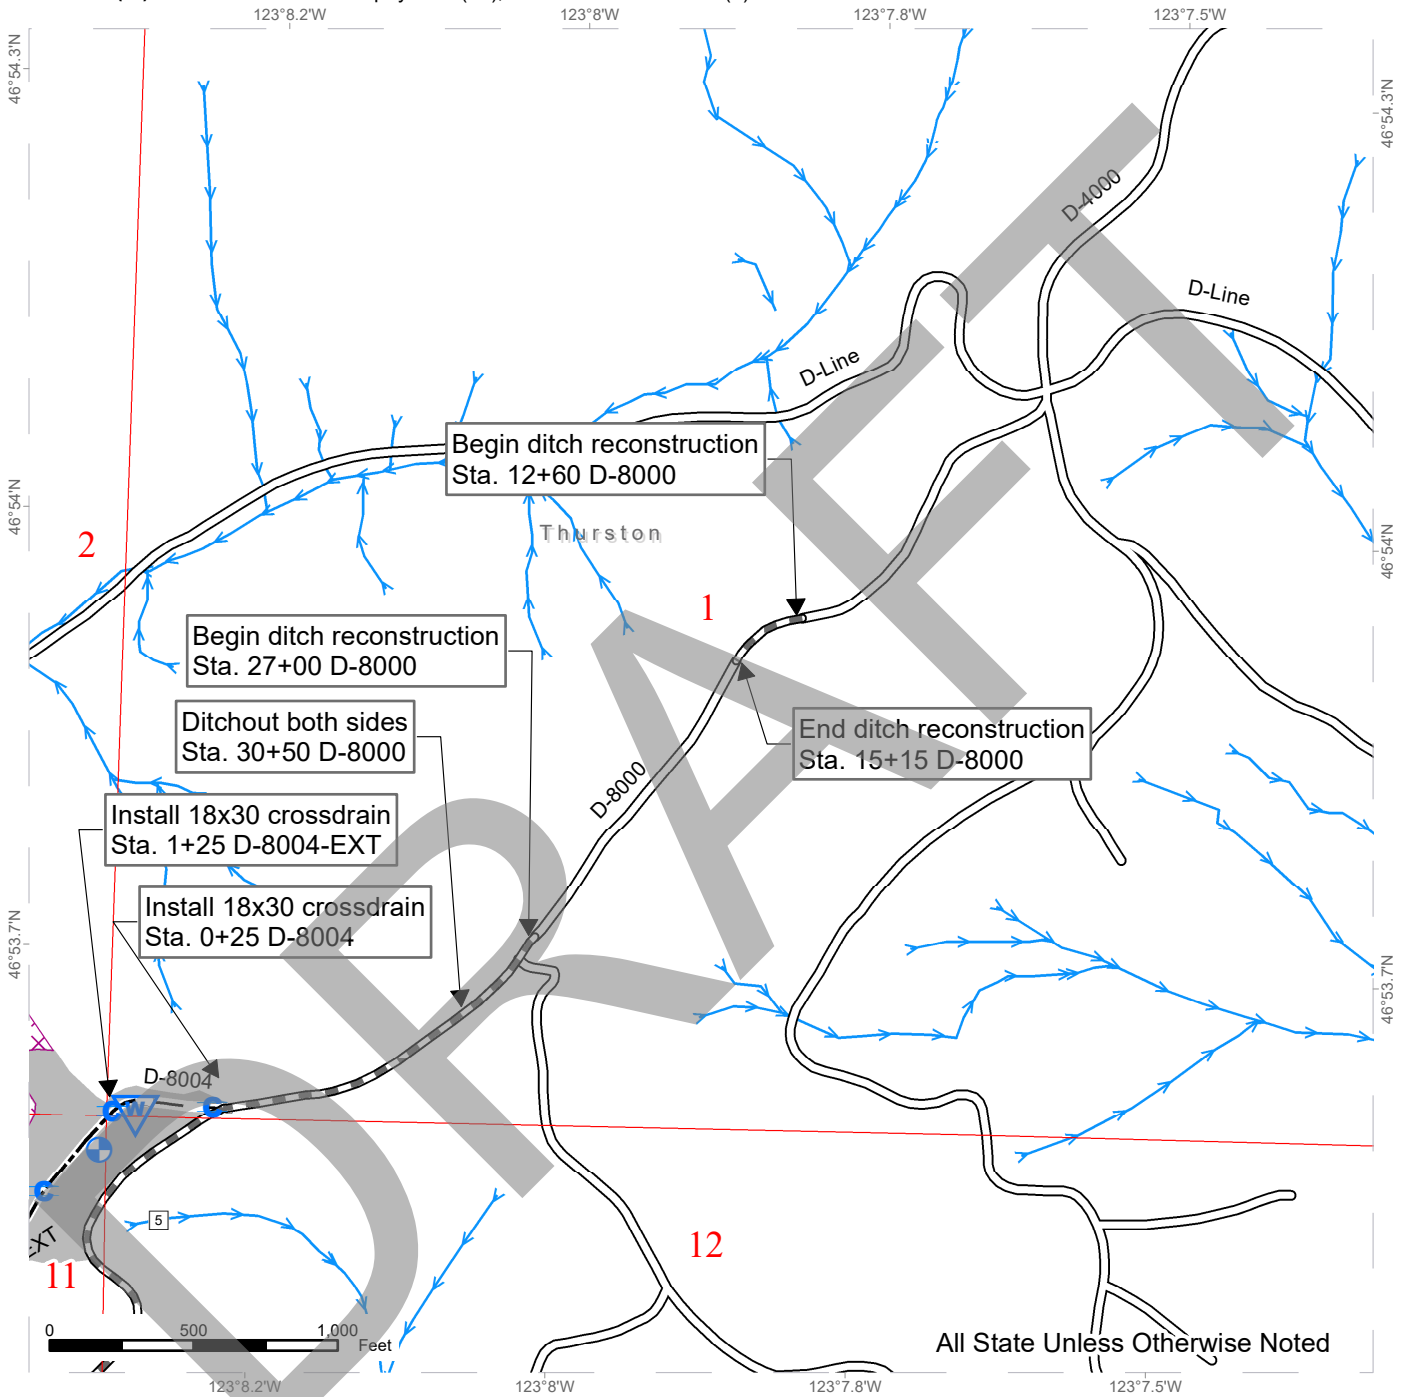 123°8.2'W
123°8'W
123°7.8'W
123°7.5'W
46°54.3'N
46°54.3'N
D-4000
D-Line
D-Line
Begin ditch reconstruction
Sta. 12+60 D-8000
46°54'N
46°54'N
Thurston
2
1
Begin ditch reconstruction
Sta. 27+00 D-8000
Ditchout both sides
Sta. 30+50 D-8000
End ditch reconstruction
Sta. 15+15 D-8000
D-8000
Install 18x30 crossdrain
Sta. 1+25 D-8004-EXT
Install 18x30 crossdrain
Sta. 0+25 D-8004
46°53.7'N
46°53.7'N
D-8004
C
W
C
C
5
EXT
11
12
0 500 1,000
Feet
All State Unless Otherwise Noted
123°8.2'W
123°8'W
123°7.8'W
123°7.5'W
DRAFT